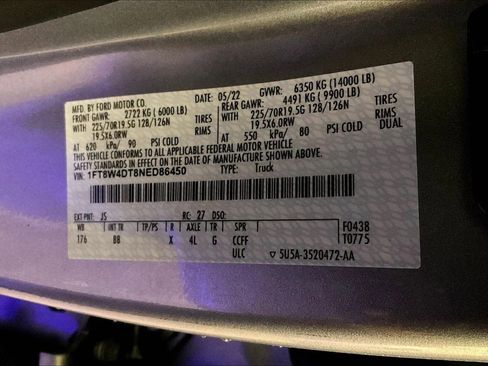 MFD. BY FORD MOTOR CO.
05/22 GVWR: 6350 KG (14000 LB)
FRONT GAWR: 2722 KG (6000 LB) REAR GAWR: 4491 KG (9900 LB)
WITH 225/70R19.5G 128/126N TIRES 225/70R19.5G 128/126N TIRES
19.5X6.0RW RIMS 19.5X6.0RW RIMS
AT 620 kPa/ 90 PSI COLD AT 550 kPa/ 80 PSI COLD DUAL
THIS VEHICLE CONFORMS TO ALL APPLICABLE FEDERAL MOTOR VEHICLE
SAFETY STANDARDS IN EFFECT ON THE DATE OF MANUFACTURE SHOWN ABOVE.
VIN: 1FT8W4DT8NED86450 TYPE: Truck
EXT PNT: JS RC: 27 DSO:
WB INT TR TP/PS R AXLE TR SPR F043B
176 BB X 4L G CCFF T0775
ULC ▽ 5U5A-3520472-AA